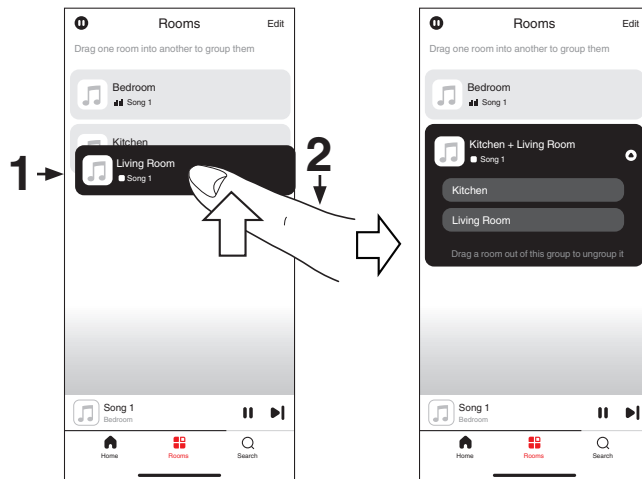 Rooms
Edit
Drag one room into another to group them
Bedroom
Song 1
Kitchen
Living Room
Song 1
1
2
Song 1
Bedroom
Home
Rooms
Search
Rooms
Edit
Drag one room into another to group them
Bedroom
Song 1
Kitchen + Living Room
Song 1
Kitchen
Living Room
Drag a room out of this group to ungroup it
Song 1
Bedroom
Home
Rooms
Search